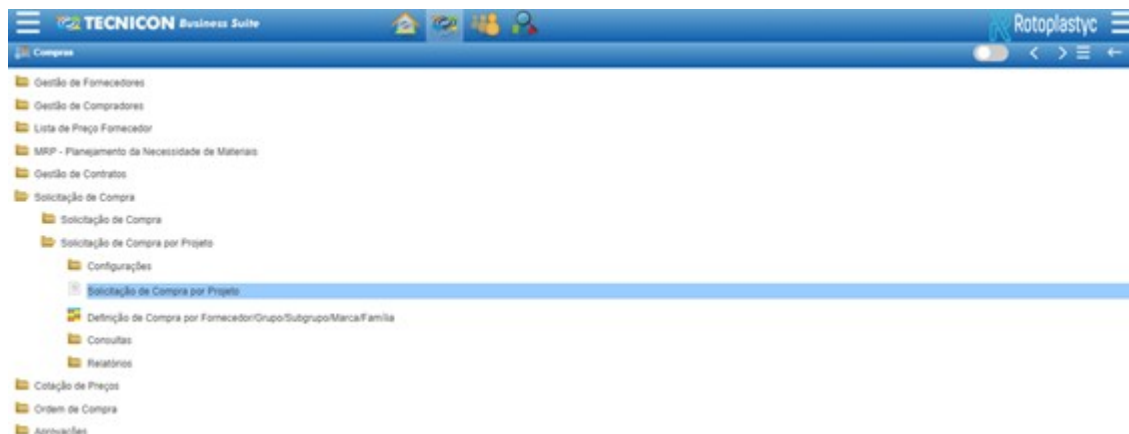 TECNICON Business Suite
Rotoplastyc
Compras
Gestão de Fornecedores
Gestão de Compradores
Lista de Preço Fornecedor
MRP - Planejamento da Necessidade de Materiais
Gestão de Contratos
Solicitação de Compra
Solicitação de Compra
Solicitação de Compra por Projeto
Configurações
Solicitação de Compra por Projeto
Definição de Compra por Fornecedor/Grupo/Subgrupo/Marca/Família
Consultas
Relatórios
Cotação de Preços
Ordem de Compra
Aprovações